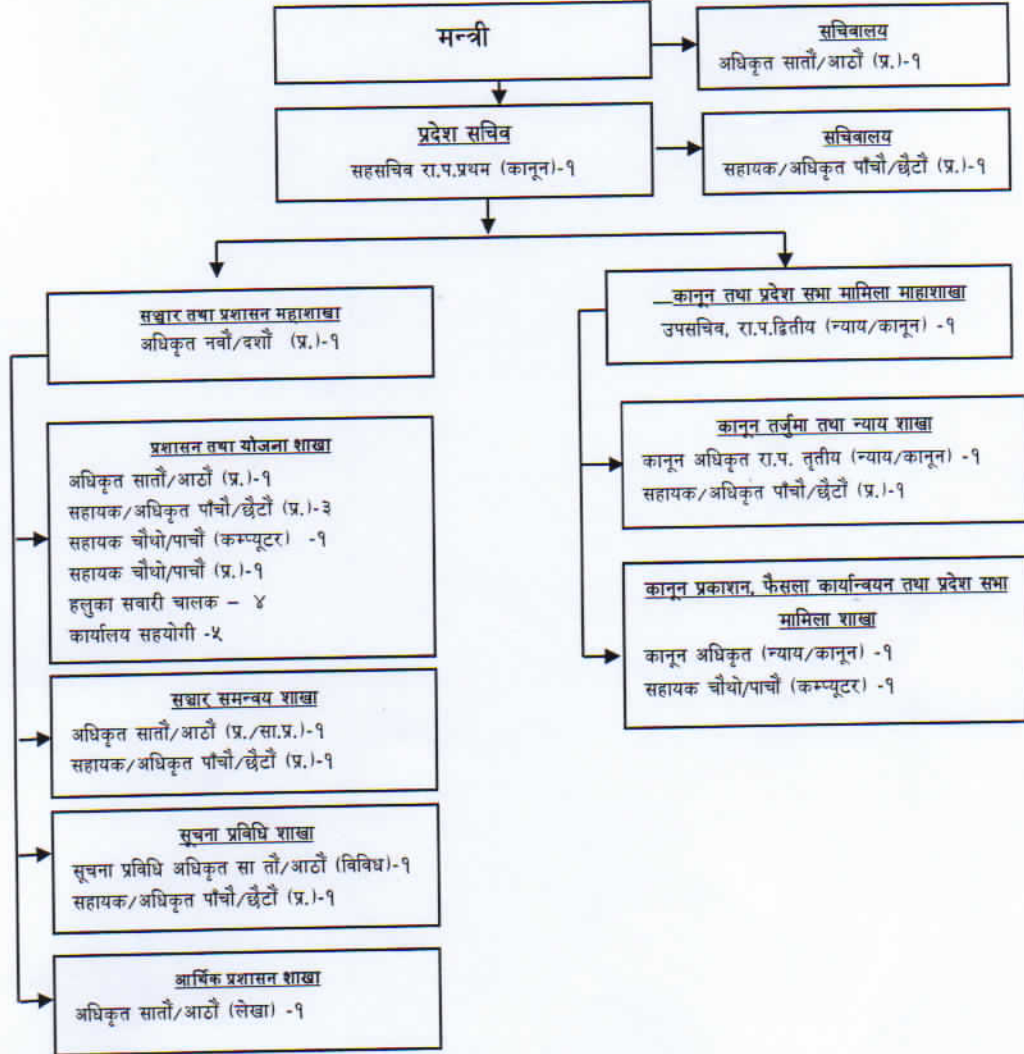 मन्त्री
सचिबालय
अधिकृत सातौं/आठौं (प्र.)-१
प्रदेश सचिव
सहसचिव रा.प.प्रथम (कानून)-१
सचिबालय
सहायक/अधिकृत पाँचौ/छैटौं (प्र.)-१
सञ्चार तथा प्रशासन महाशाखा
अधिकृत नवौं/दशौं (प्र.)-१
प्रशासन तथा योजना शाखा
अधिकृत सातौं/आठौं (प्र.)-१
सहायक/अधिकृत पाँचौ/छैटौं (प्र.)-३
सहायक चौथो/पाचौं (कम्प्यूटर) -१
सहायक चौथो/पाचौं (प्र.)-१
हलुका सवारी चालक – ४
कार्यालय सहयोगी -५
सञ्चार समन्वय शाखा
अधिकृत सातौं/आठौं (प्र./सा.प्र.)-१
सहायक/अधिकृत पाँचौ/छैटौं (प्र.)-१
सूचना प्रविधि शाखा
सूचना प्रविधि अधिकृत सा तौं/आठौं (विविध)-१
सहायक/अधिकृत पाँचौ/छैटौं (प्र.)-१
आर्थिक प्रशासन शाखा
अधिकृत सातौं/आठौं (लेखा) -१
कानून तथा प्रदेश सभा मामिला माहाशाखा
उपसचिव, रा.प.द्वितीय (न्याय/कानून) -१
कानून तर्जुमा तथा न्याय शाखा
कानून अधिकृत रा.प. तृतीय (न्याय/कानून) -१
सहायक/अधिकृत पाँचौ/छैटौं (प्र.)-१
कानून प्रकाशन, फैसला कार्यान्वयन तथा प्रदेश सभा
मामिला शाखा
कानून अधिकृत (न्याय/कानून) -१
सहायक चौथो/पाचौं (कम्प्यूटर) -१